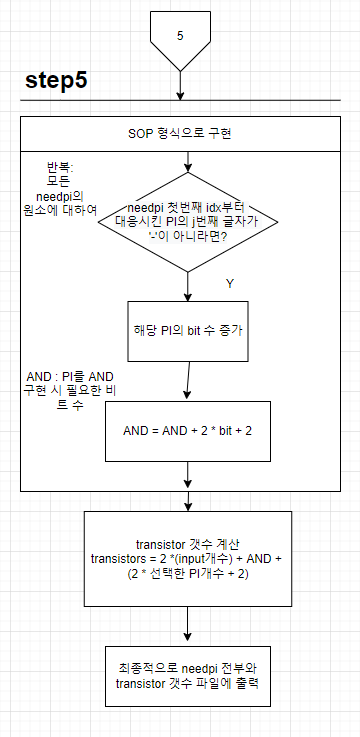 5
step5
SOP 형식으로 구현
반복:
모든
needpi의
원소에 대하여
needpi 첫번째 idx부터
대응시킨 PI의 j번째 글자가
'-'이 아니라면?
Y
해당 PI의 bit 수 증가
AND : PI를 AND
구현 시 필요한 비
트 수
AND = AND + 2 * bit + 2
transistor 갯수 계산
transistors = 2 *(input개수) + AND +
(2 * 선택한 PI개수 + 2)
최종적으로 needpi 전부와
transistor 갯수 파일에 출력